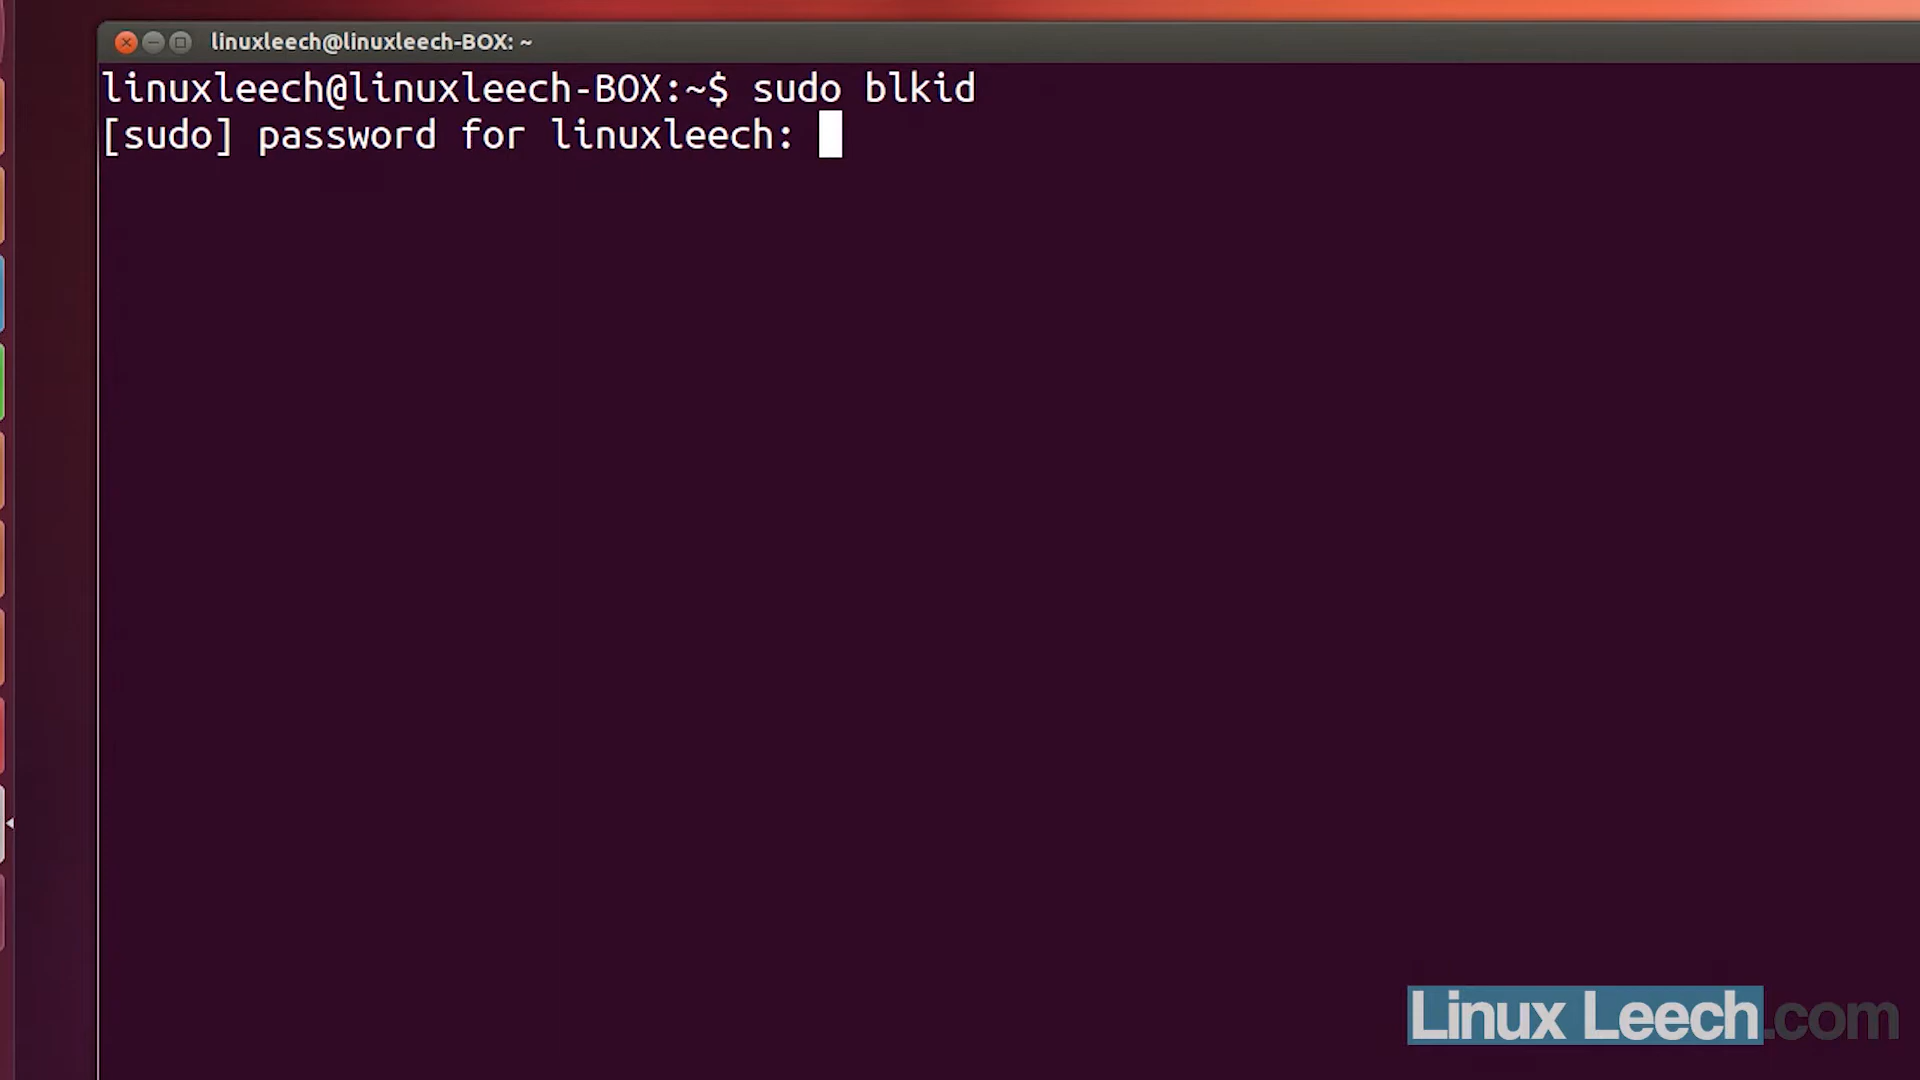 linuxleech@linuxleech-BOX: ~
linuxleech@linuxleech-BOX:~$ sudo blkid
[sudo] password for linuxleech:
Linux Leech.com